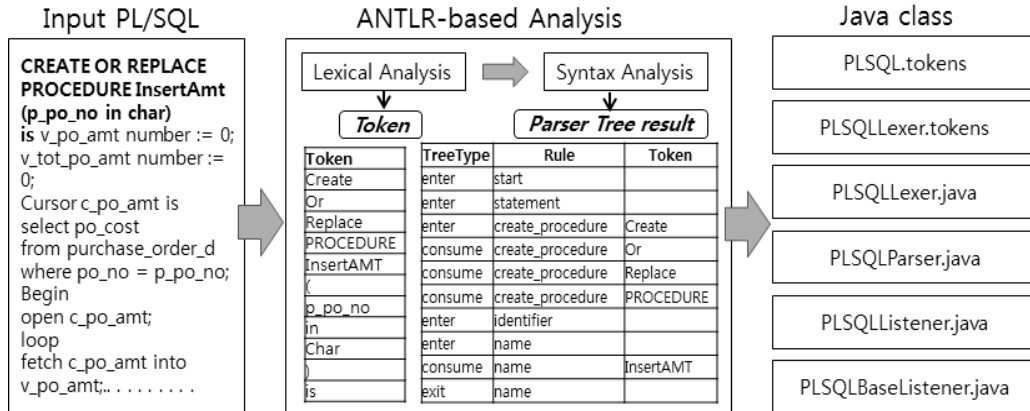 Input PL/SQL
CREATE OR REPLACE
PROCEDURE InsertAmt
(p_po_no in char)
is v_po_amt number := 0;
v_tot_po_amt number :=
0;
Cursor c_po_amt is
select po_cost
from purchase_order_d
where po_no = p_po_no;
Begin
open c_po_amt;
loop
fetch c_po_amt into
v_po_amt;. . . . . . . . . .
ANTLR-based Analysis
Lexical Analysis
Syntax Analysis
Token
Parser Tree result
Token
Create
Or
Replace
PROCEDURE
InsertAMT
(
p_po_no
in
Char
)
is
TreeType Rule Token
enter start
enter statement
enter create_procedure Create
consume create_procedure Or
consume create_procedure Replace
consume create_procedure PROCEDURE
enter identifier
enter name
consume name InsertAMT
exit name
Java class
PLSQL.tokens
PLSQLLexer.tokens
PLSQLLexer.java
PLSQLParser.java
PLSQLListener.java
PLSQLBaseListener.java